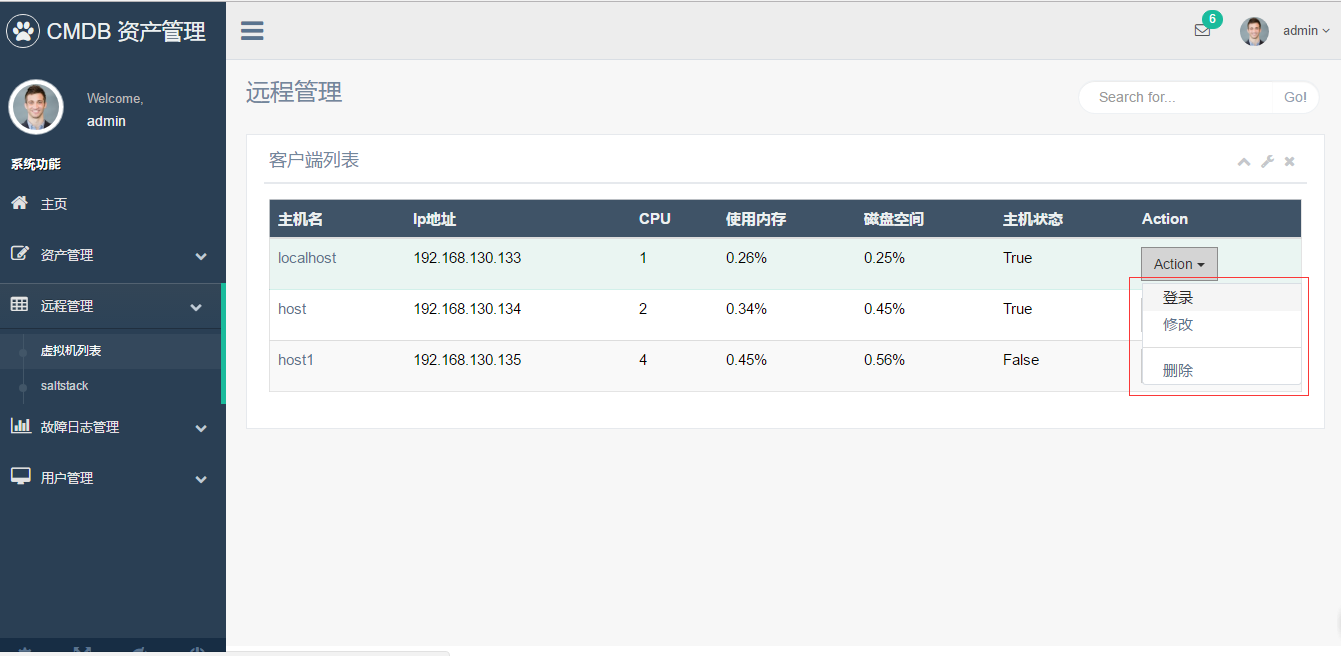 CMDB 资产管理
6
admin
Welcome,
admin
系统功能
主页
资产管理
远程管理
虚拟机列表
saltstack
故障日志管理
用户管理
远程管理
Search for...
Go!
客户端列表
主机名 Ip地址 CPU 使用内存 磁盘空间 主机状态 Action
localhost 192.168.130.133 1 0.26% 0.25% True Action
host 192.168.130.134 2 0.34% 0.45% True
host1 192.168.130.135 4 0.45% 0.56% False
登录
修改
删除